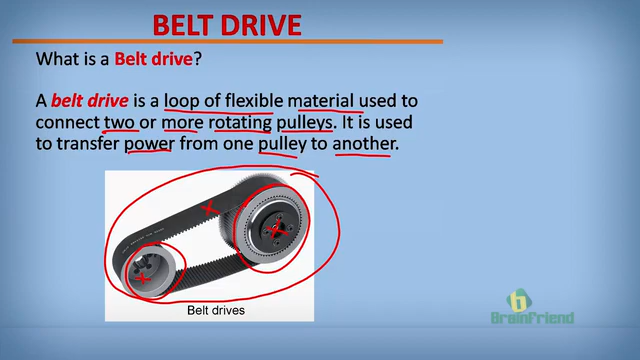 BELT DRIVE
What is a Belt drive?
A belt drive is a loop of flexible material used to
connect two or more rotating pulleys. It is used
to transfer power from one pulley to another.
Belt drives
b
Brainfriend